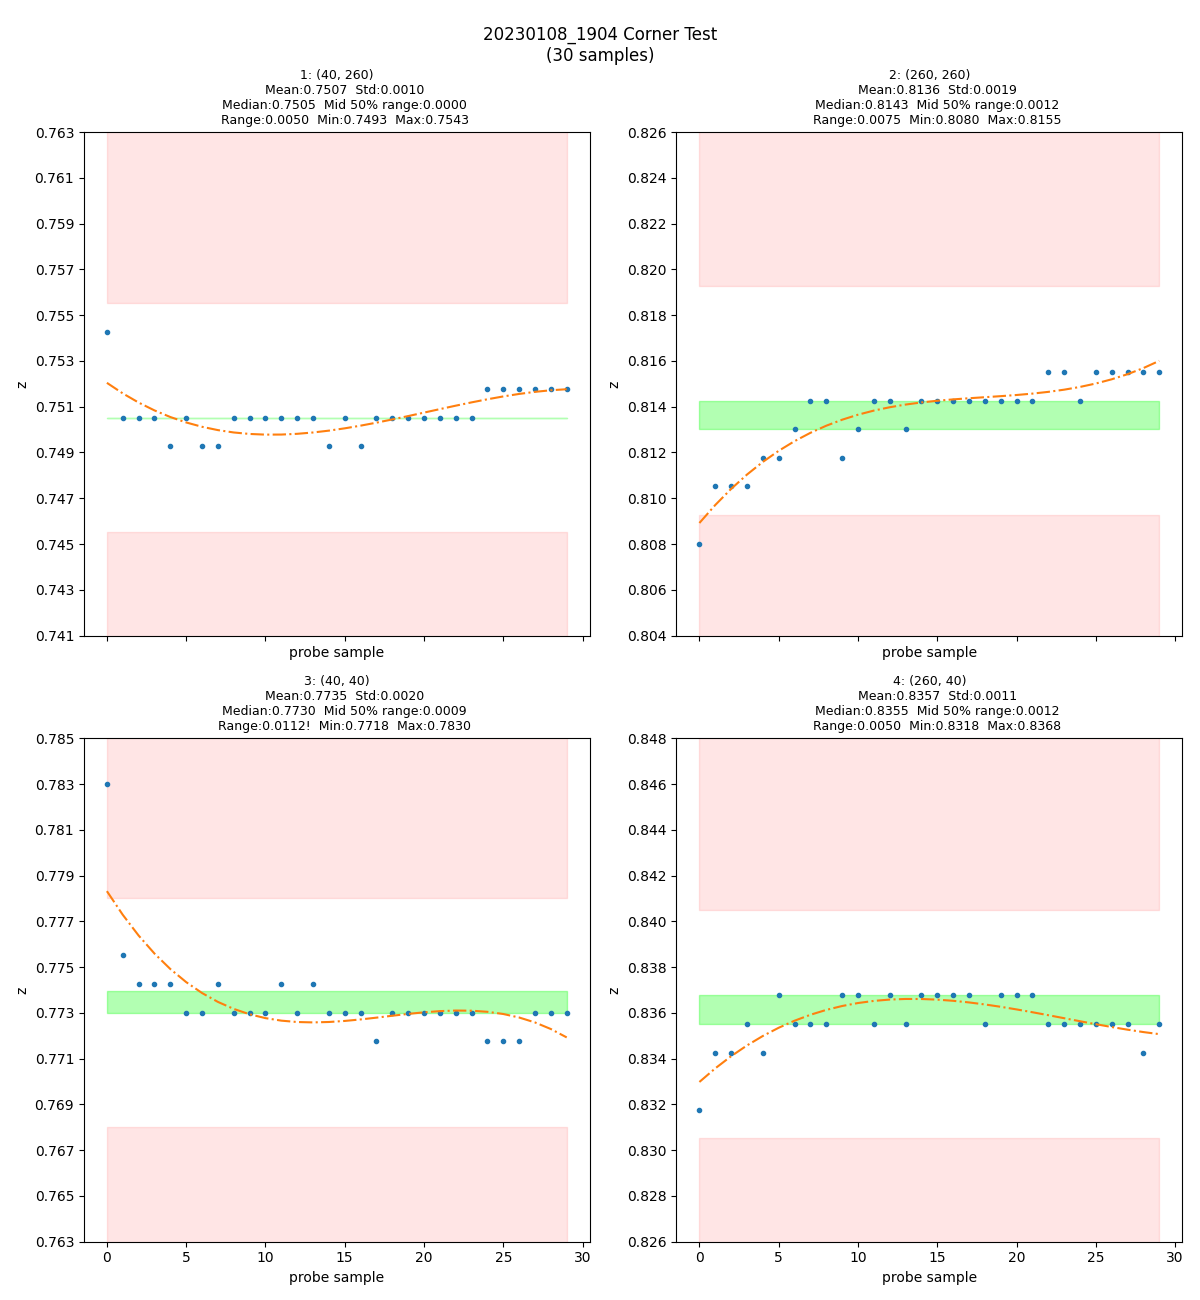 20230108_1904 Corner Test
(30 samples)
1: (40, 260)
Mean:0.7507 Std:0.0010
Median:0.7505 Mid 50% range:0.0000
Range:0.0050 Min:0.7493 Max:0.7543
0.763
0.761
0.759
0.757
0.755
0.753
0.751
0.749
0.747
0.745
0.743
0.741
z
probe sample
2: (260, 260)
Mean:0.8136 Std:0.0019
Median:0.8143 Mid 50% range:0.0012
Range:0.0075 Min:0.8080 Max:0.8155
0.826
0.824
0.822
0.820
0.818
0.816
0.814
0.812
0.810
0.808
0.806
0.804
z
probe sample
3: (40, 40)
Mean:0.7735 Std:0.0020
Median:0.7730 Mid 50% range:0.0009
Range:0.0112! Min:0.7718 Max:0.7830
0.785
0.783
0.781
0.779
0.777
0.775
0.773
0.771
0.769
0.767
0.765
0.763
z
0 5 10 15 20 25 30
probe sample
4: (260, 40)
Mean:0.8357 Std:0.0011
Median:0.8355 Mid 50% range:0.0012
Range:0.0050 Min:0.8318 Max:0.8368
0.848
0.846
0.844
0.842
0.840
0.838
0.836
0.834
0.832
0.830
0.828
0.826
z
0 5 10 15 20 25 30
probe sample